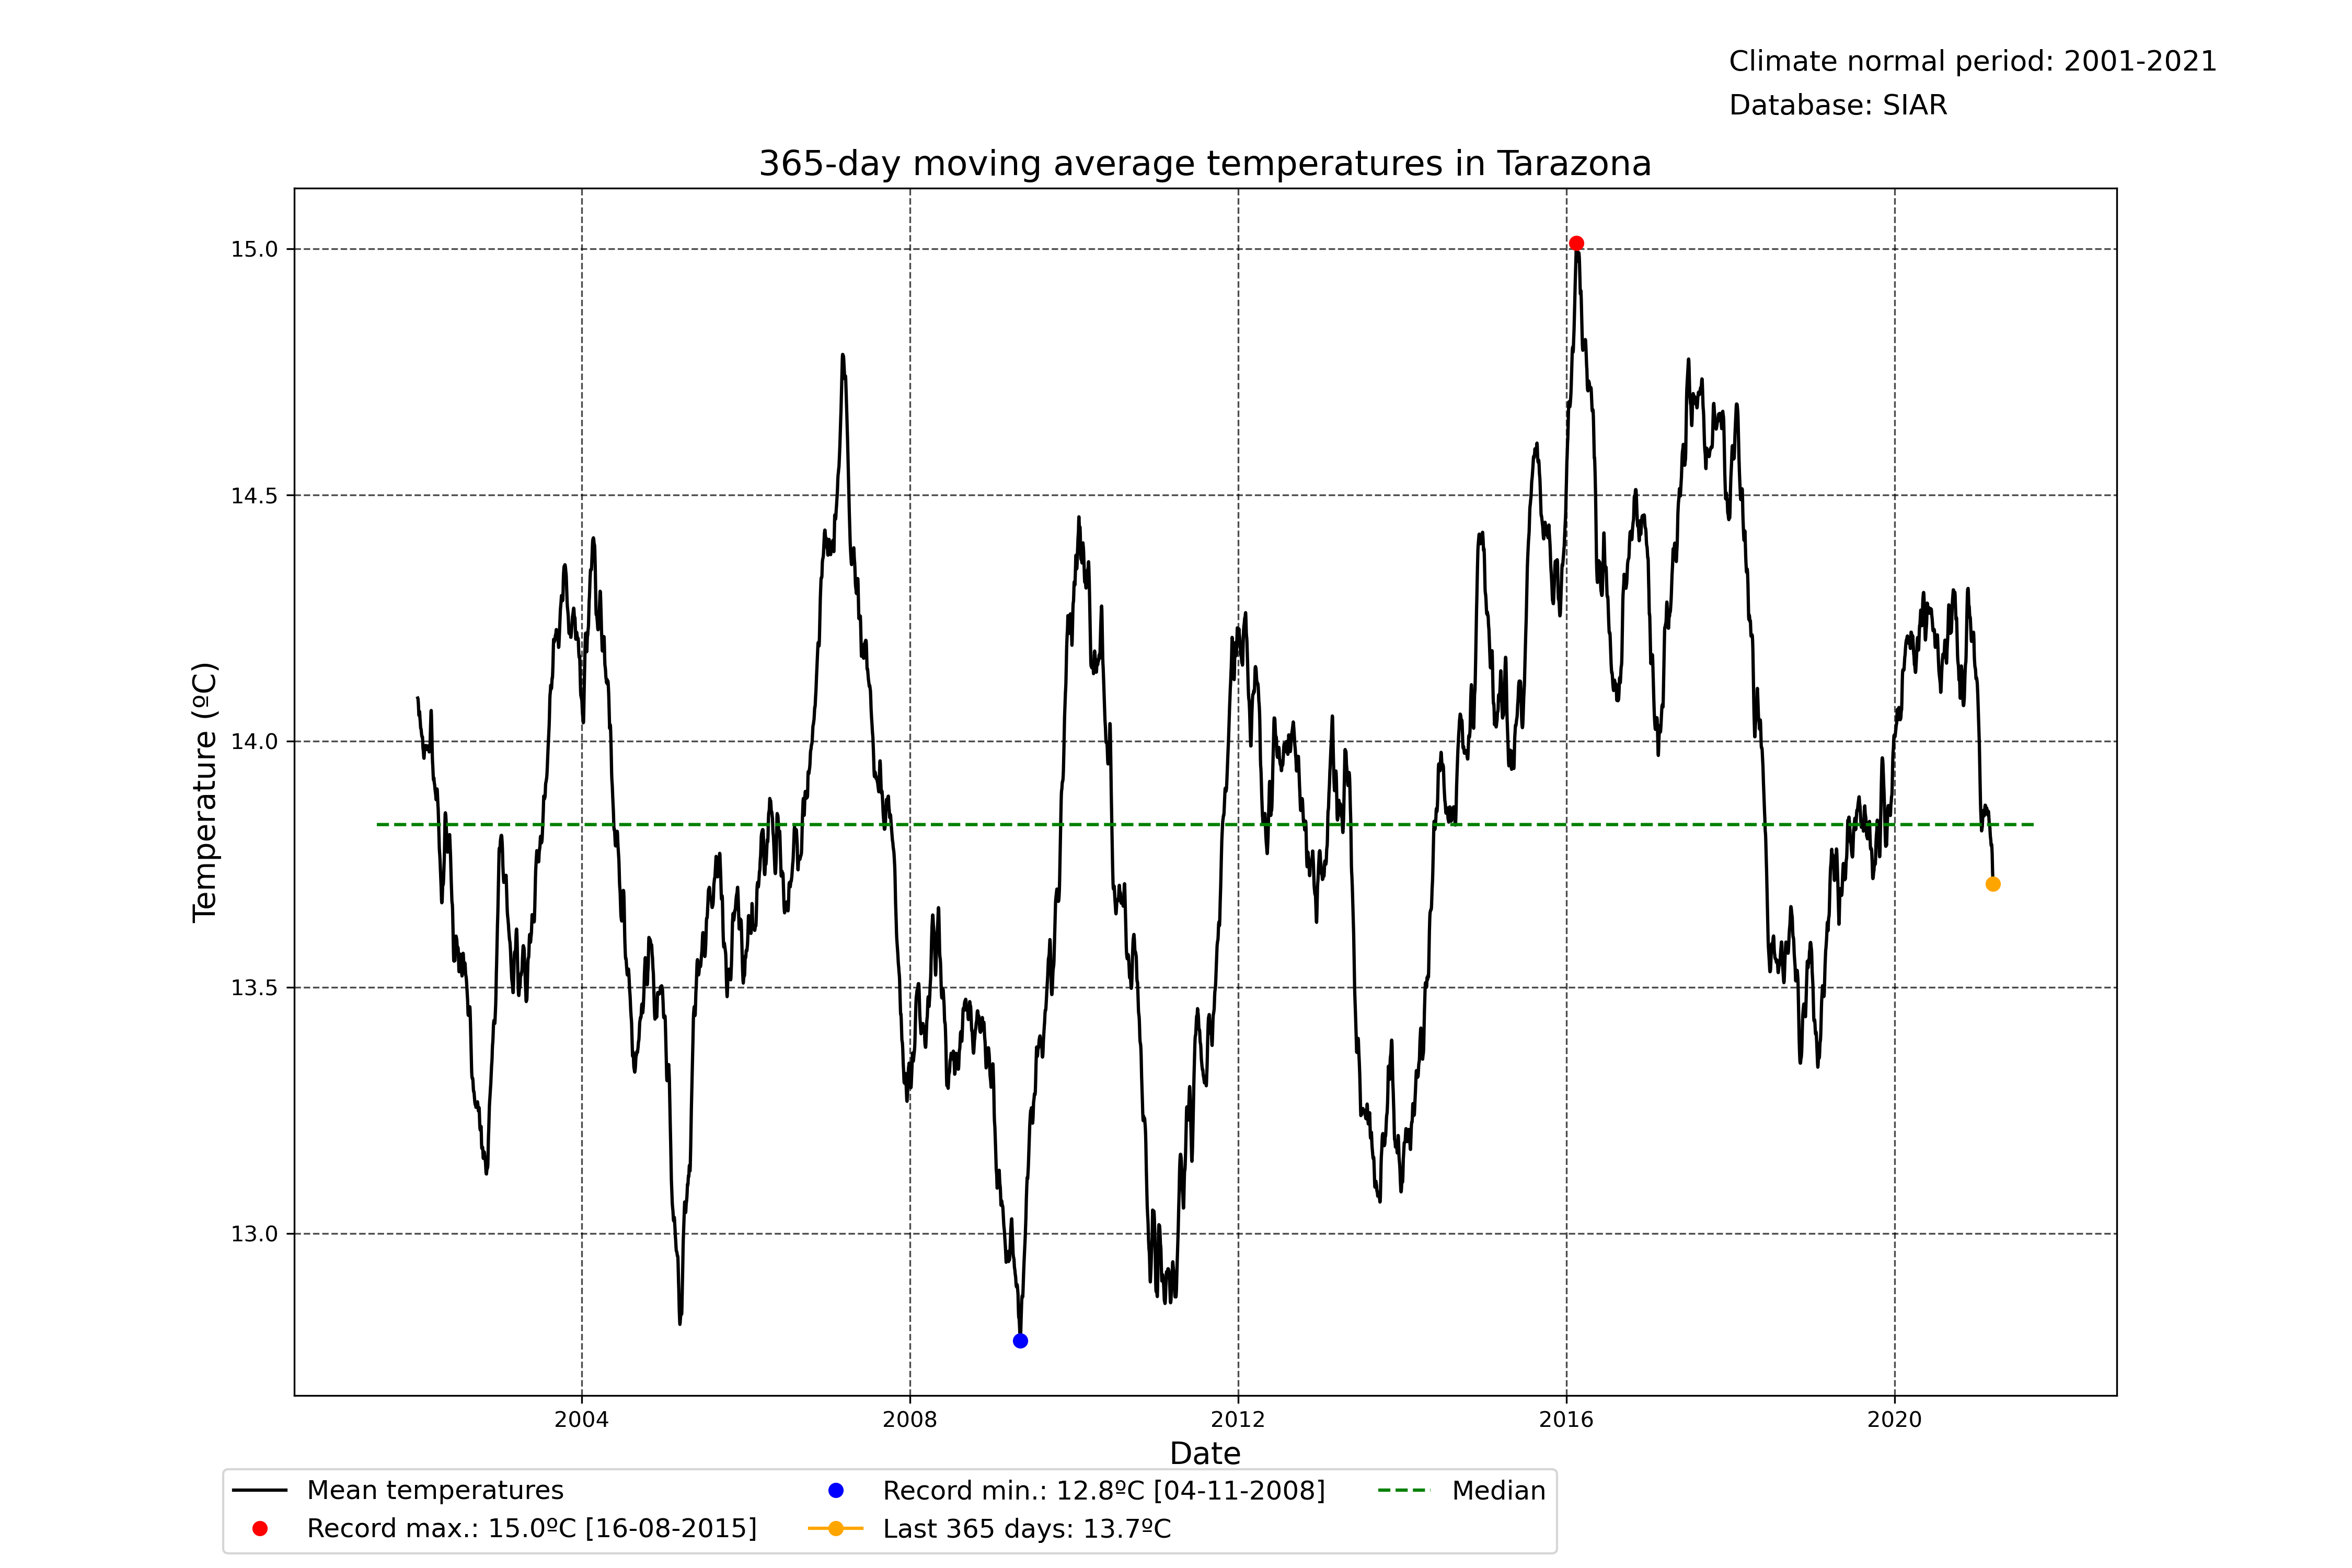 Climate normal period: 2001-2021
Database: SIAR
365-day moving average temperatures in Tarazona
15.0
14.5
14.0
13.5
13.0
Temperature (ºC)
2004 2008 2012 2016 2020
Date
Mean temperatures
Record max.: 15.0ºC [16-08-2015]
Record min.: 12.8ºC [04-11-2008]
Last 365 days: 13.7ºC
Median